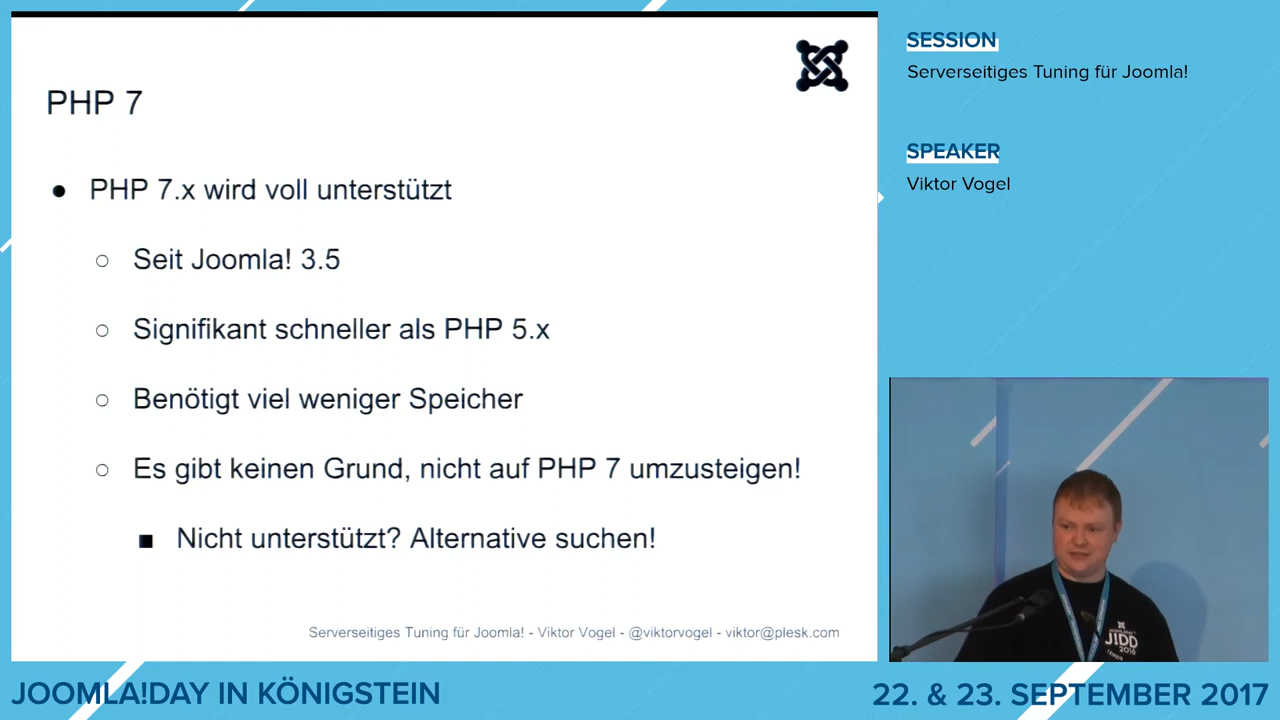 PHP 7
● PHP 7.x wird voll unterstützt
○ Seit Joomla! 3.5
○ Signifikant schneller als PHP 5.x
○ Benötigt viel weniger Speicher
○ Es gibt keinen Grund, nicht auf PHP 7 umzusteigen!
■ Nicht unterstützt? Alternative suchen!
Serverseitiges Tuning für Joomla! - Viktor Vogel - @viktorvogel - viktor@plesk.com
SESSION
Serverseitiges Tuning für Joomla!
SPEAKER
Viktor Vogel
J!DD
2016
JOOMLA!DAY IN KÖNIGSTEIN
22. & 23. SEPTEMBER 2017